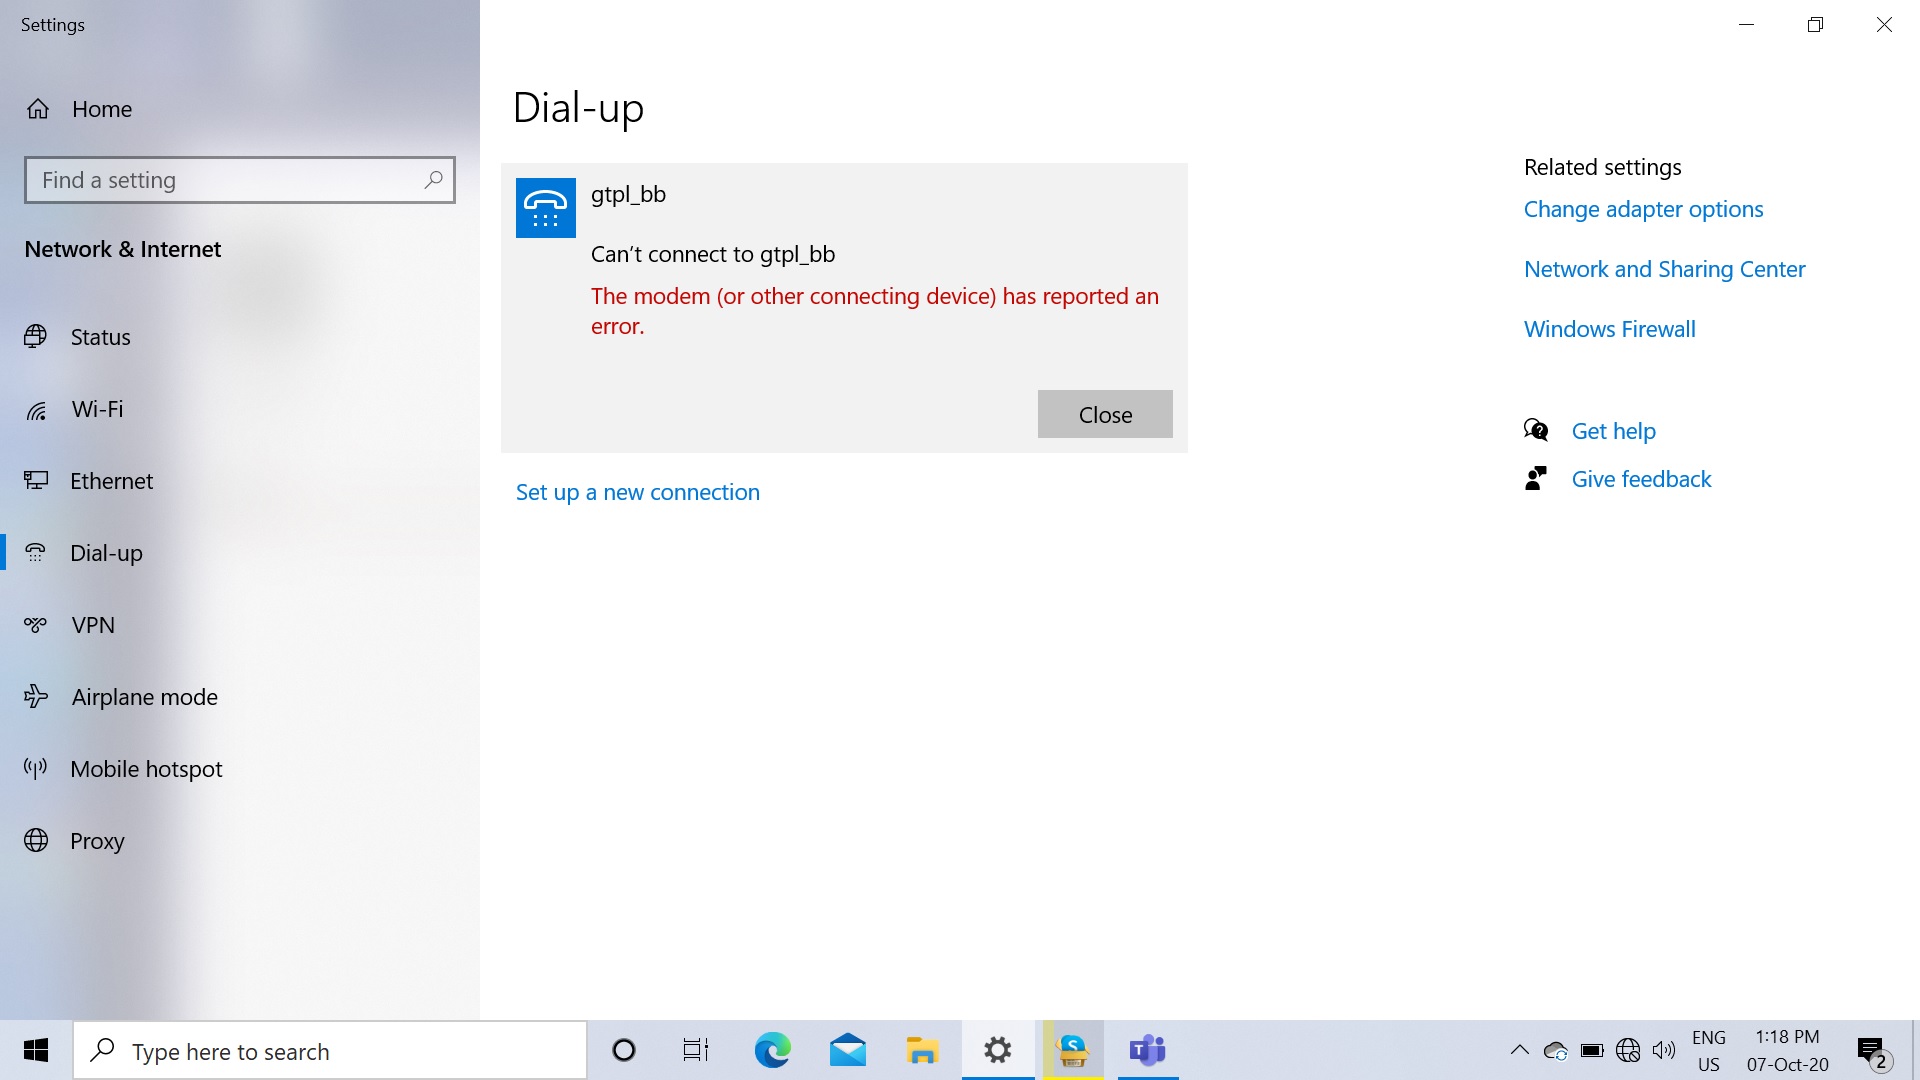 Settings
Home
Find a setting
Network & Internet
Status
Wi-Fi
Ethernet
Dial-up
VPN
Airplane mode
Mobile hotspot
Proxy
Dial-up
gtpl_bb
Can't connect to gtpl_bb
The modem (or other connecting device) has reported an
error.
Close
Set up a new connection
Related settings
Change adapter options
Network and Sharing Center
Windows Firewall
Get help
Give feedback
Type here to search
ENG
US
1:18 PM
07-Oct-20
2